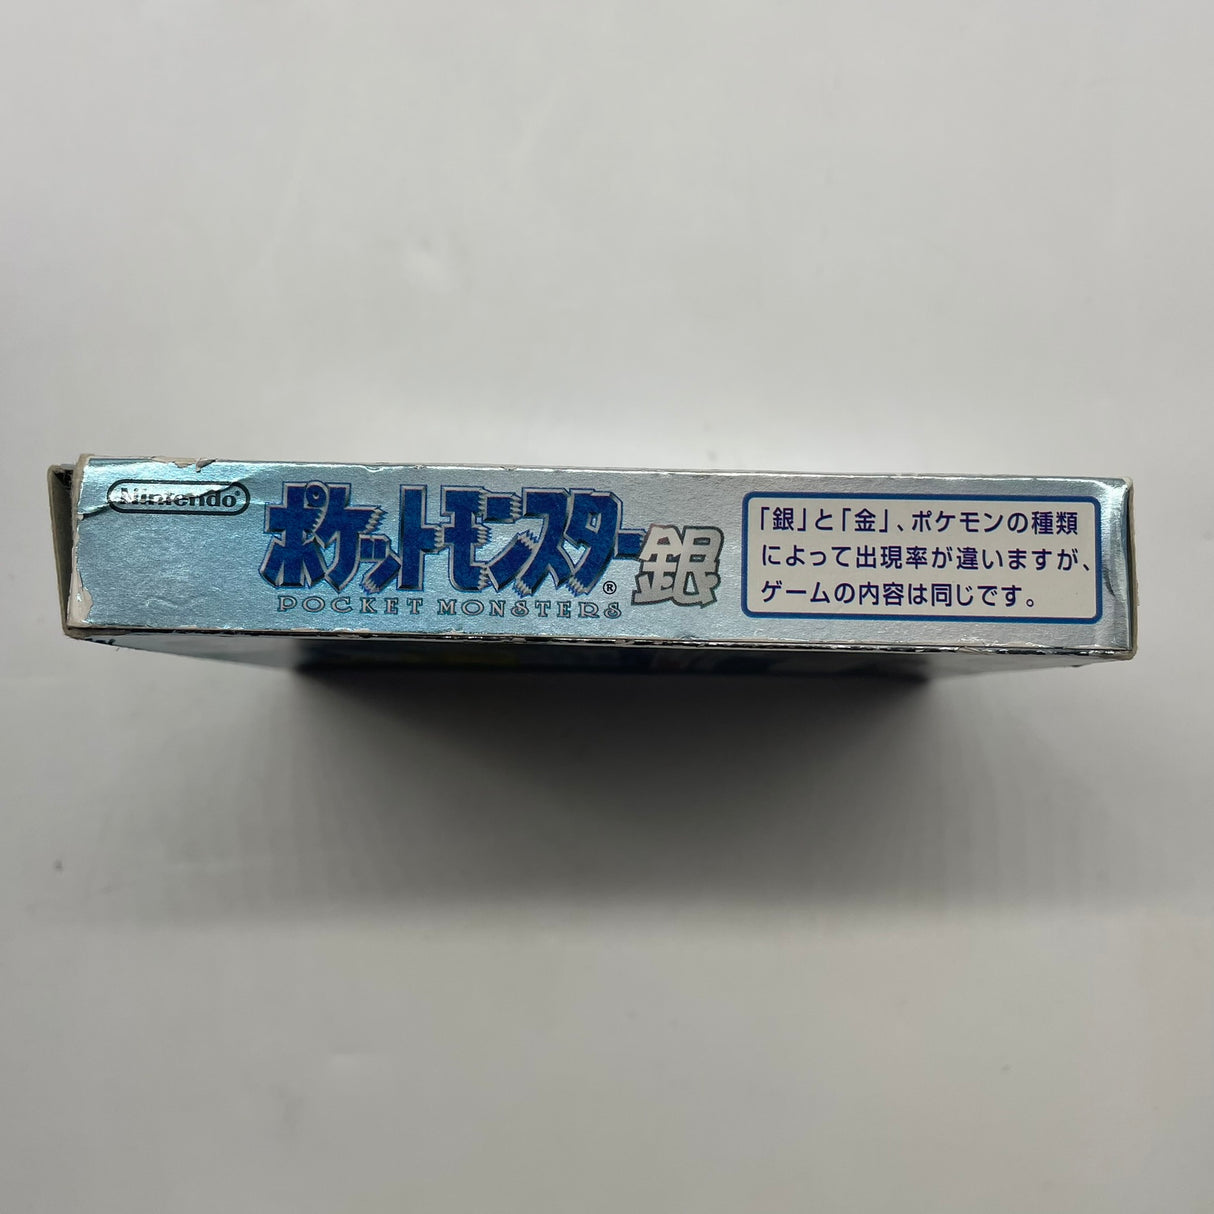 Nintendo®
ポケットモンスター銀
®
POCKET MONSTERS
「銀」と「金」、ポケモンの種類
によって出現率が違いますが、
ゲームの内容は同じです。